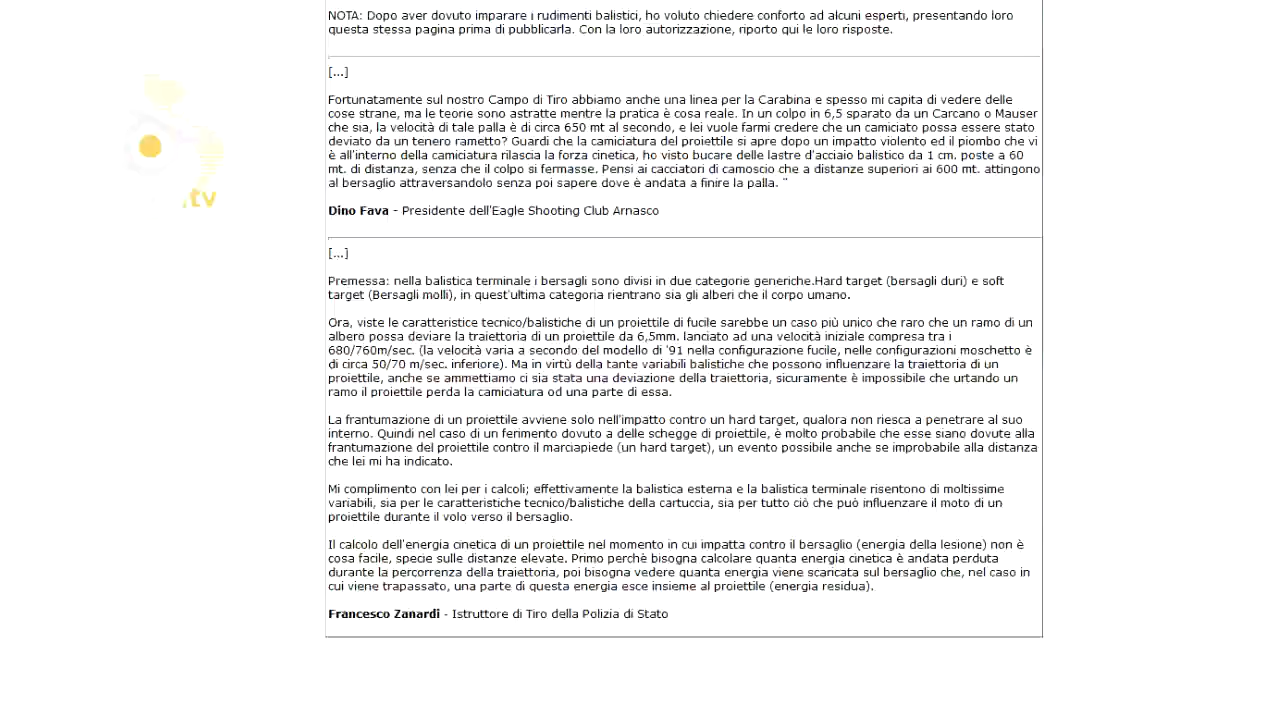 NOTA: Dopo aver dovuto imparare i rudimenti balistici, ho voluto chiedere conforto ad alcuni esperti, presentando loro
questa stessa pagina prima di pubblicarla. Con la loro autorizzazione, riporto qui le loro risposte.
[...]
Fortunatamente sul nostro Campo di Tiro abbiamo anche una linea per la Carabina e spesso mi capita di vedere delle
cose strane, ma le teorie sono astratte mentre la pratica è cosa reale. In un colpo in 6,5 sparato da un Carcano o Mauser
che sia, la velocità di tale palla è di circa 650 mt al secondo, e lei vuole farmi credere che un camiciato possa essere stato
deviato da un tenero rametto? Guardi che la camiciatura del proiettile si apre dopo un impatto violento ed il piombo che vi
è all'interno della camiciatura rilascia la forza cinetica, ho visto bucare delle lastre d'acciaio balistico da 1 cm. poste a 60
mt. di distanza, senza che il colpo si fermasse. Pensi ai cacciatori di camoscio che a distanze superiori ai 600 mt. attingono
al bersaglio attraversandolo senza poi sapere dove è andata a finire la palla. "
Dino Fava - Presidente dell'Eagle Shooting Club Arnasco
[...]
Premessa: nella balistica terminale i bersagli sono divisi in due categorie generiche.Hard target (bersagli duri) e soft
target (Bersagli molli), in quest'ultima categoria rientrano sia gli alberi che il corpo umano.
Ora, viste le caratteristice tecnico/balistiche di un proiettile di fucile sarebbe un caso più unico che raro che un ramo di un
albero possa deviare la traiettoria di un proiettile da 6,5mm. lanciato ad una velocità iniziale compresa tra i
680/760m/sec. (la velocità varia a secondo del modello di '91 nella configurazione fucile, nelle configurazioni moschetto è
di circa 50/70 m/sec. inferiore). Ma in virtù della tante variabili balistiche che possono influenzare la traiettoria di un
proiettile, anche se ammettiamo ci sia stata una deviazione della traiettoria, sicuramente è impossibile che urtando un
ramo il proiettile perda la camiciatura od una parte di essa.
La frantumazione di un proiettile avviene solo nell'impatto contro un hard target, qualora non riesca a penetrare al suo
interno. Quindi nel caso di un ferimento dovuto a delle schegge di proiettile, è molto probabile che esse siano dovute alla
frantumazione del proiettile contro il marciapiede (un hard target), un evento possibile anche se improbabile alla distanza
che lei mi ha indicato.
Mi complimento con lei per i calcoli; effettivamente la balistica esterna e la balistica terminale risentono di moltissime
variabili, sia per le caratteristiche tecnico/balistiche della cartuccia, sia per tutto ciò che può influenzare il moto di un
proiettile durante il volo verso il bersaglio.
Il calcolo dell'energia cinetica di un proiettile nel momento in cui impatta contro il bersaglio (energia della lesione) non è
cosa facile, specie sulle distanze elevate. Primo perchè bisogna calcolare quanta energia cinetica è andata perduta
durante la percorrenza della traiettoria, poi bisogna vedere quanta energia viene scaricata sul bersaglio che, nel caso in
cui viene trapassato, una parte di questa energia esce insieme al proiettile (energia residua).
Francesco Zanardi - Istruttore di Tiro della Polizia di Stato
.tv